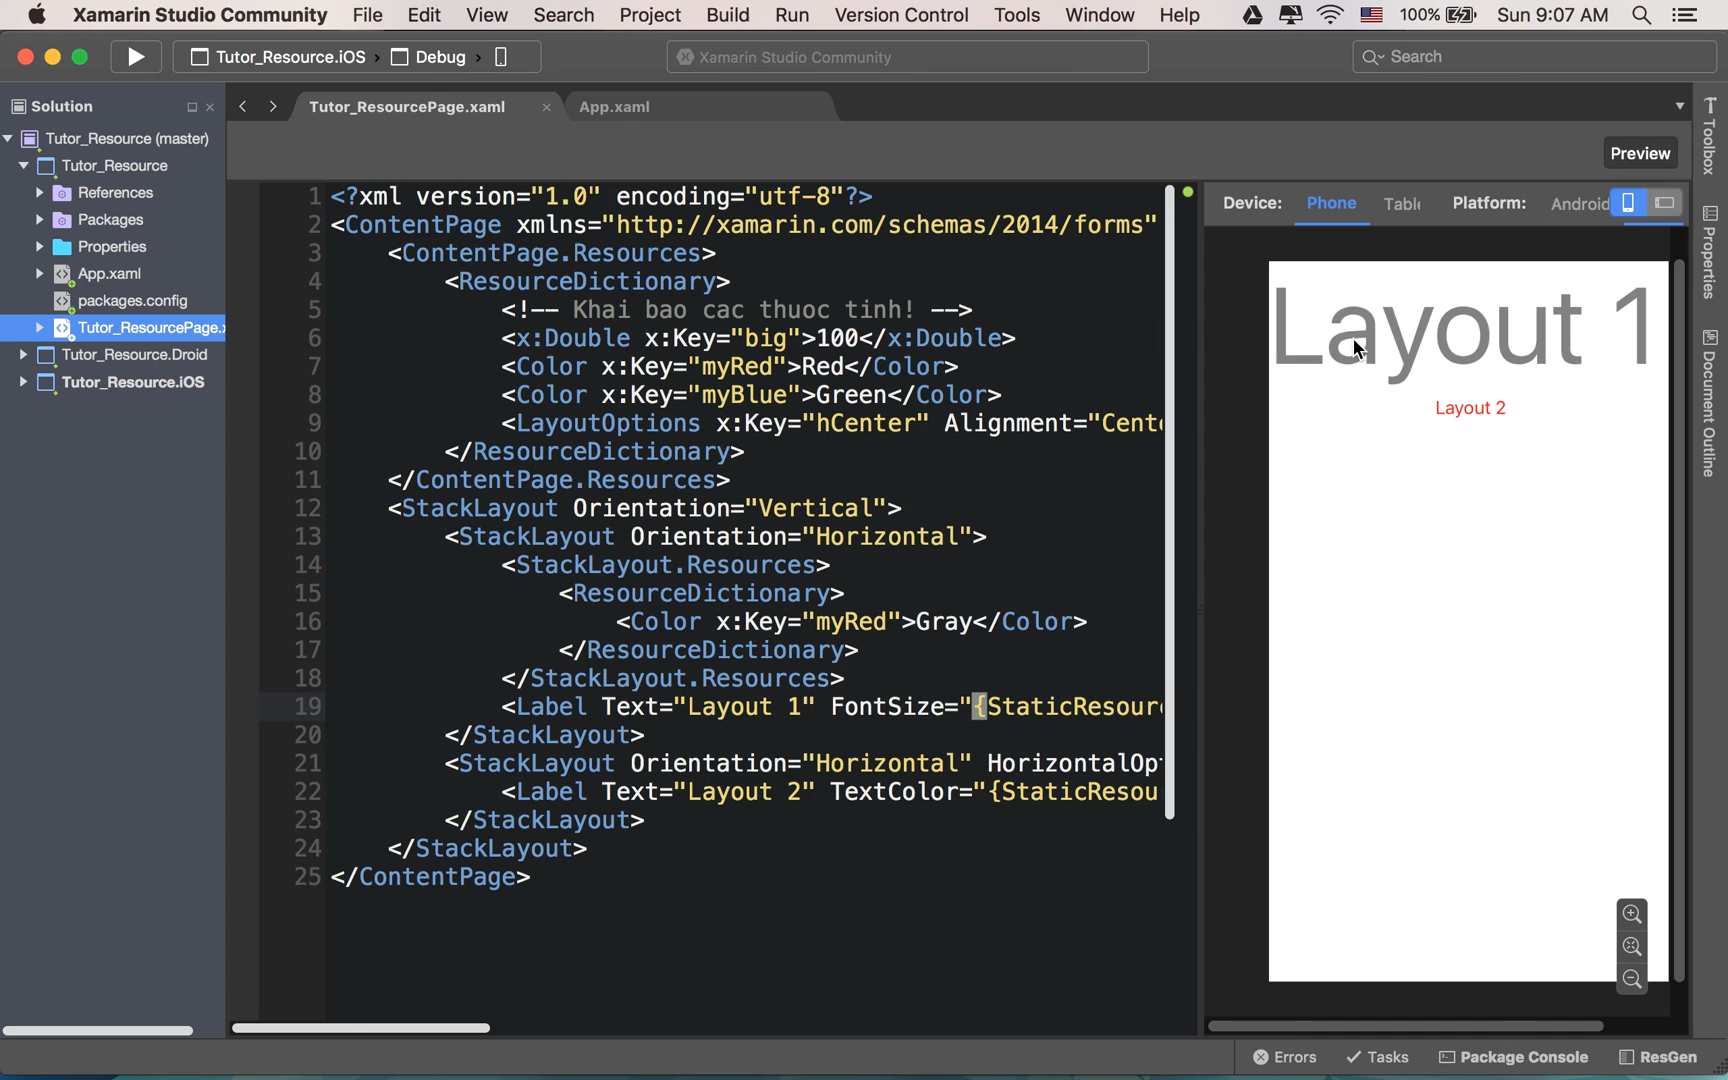 Xamarin Studio Community File Edit View Search Project Build Run Version Control Tools Window Help 100% Sun 9:07 AM
Tutor_Resource.iOS › Debug › Xamarin Studio Community Search
Solution
Tutor_ResourcePage.xaml × App.xaml
Tutor_Resource (master)
Tutor_Resource
References
Packages
Properties
App.xaml
packages.config
Tutor_ResourcePage.x
Tutor_Resource.Droid
Tutor_Resource.iOS
Preview
1 <?xml version="1.0" encoding="utf-8"?>
2 <ContentPage xmlns="http://xamarin.com/schemas/2014/forms"
3 <ContentPage.Resources>
4 <ResourceDictionary>
5 <!-- Khai bao cac thuoc tinh! -->
6 <x:Double x:Key="big">100</x:Double>
7 <Color x:Key="myRed">Red</Color>
8 <Color x:Key="myBlue">Green</Color>
9 <LayoutOptions x:Key="hCenter" Alignment="Cente
10 </ResourceDictionary>
11 </ContentPage.Resources>
12 <StackLayout Orientation="Vertical">
13 <StackLayout Orientation="Horizontal">
14 <StackLayout.Resources>
15 <ResourceDictionary>
16 <Color x:Key="myRed">Gray</Color>
17 </ResourceDictionary>
18 </StackLayout.Resources>
19 <Label Text="Layout 1" FontSize="{StaticResourc
20 </StackLayout>
21 <StackLayout Orientation="Horizontal" HorizontalOpt
22 <Label Text="Layout 2" TextColor="{StaticResou
23 </StackLayout>
24 </StackLayout>
25 </ContentPage>
Device: Phone Table Platform: Android
Layout 1
Layout 2
Toolbox
Properties
Document Outline
Errors Tasks Package Console ResGen